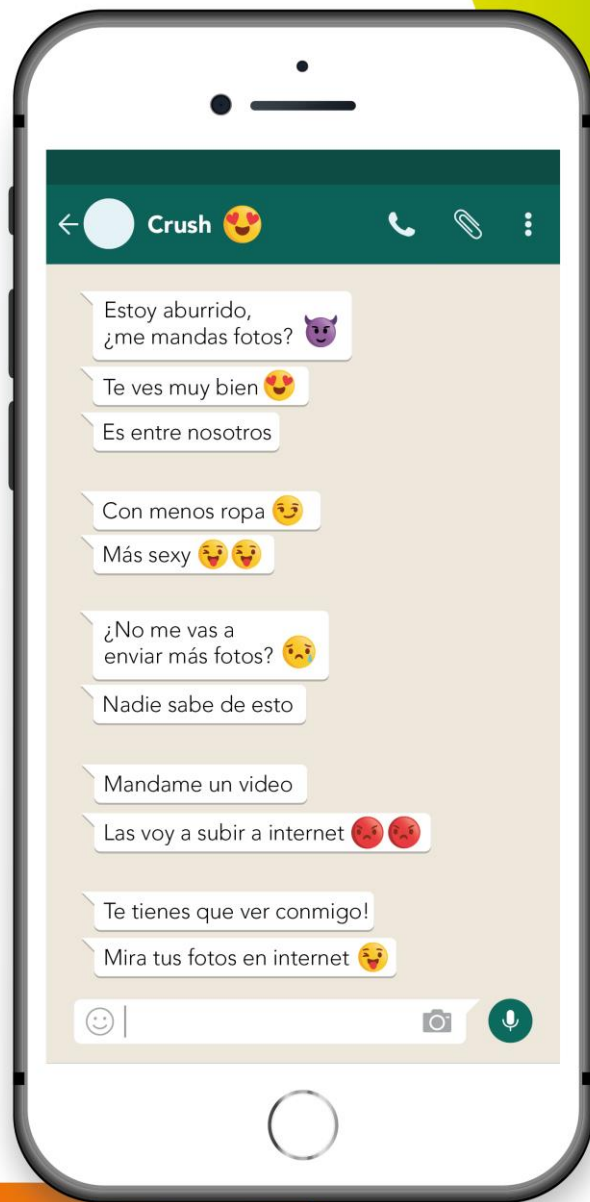 Crush 😍
Estoy aburrido,
¿me mandas fotos? 😈
Te ves muy bien 😍
Es entre nosotros
Con menos ropa 😏
Más sexy 😜😜
¿No me vas a
enviar más fotos? 😢
Nadie sabe de esto
Mandame un video
Las voy a subir a internet 😡😡
Te tienes que ver conmigo!
Mira tus fotos en internet 😜